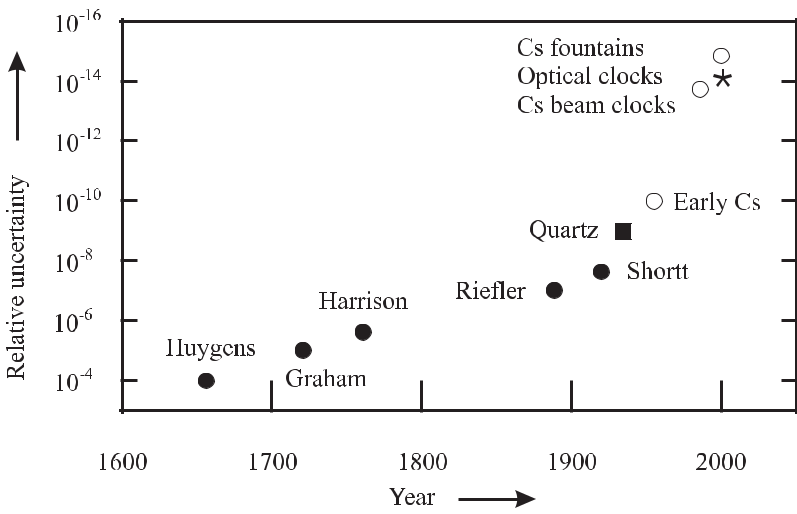 10-16
Cs fountains
10-14
Optical clocks
Cs beam clocks
10-12
10-10
Early Cs
Quartz
10-8
Shortt
Riefler
Harrison
10-6
Huygens
Graham
10-4
Relative uncertainty
1600 1700 1800 1900 2000
Year